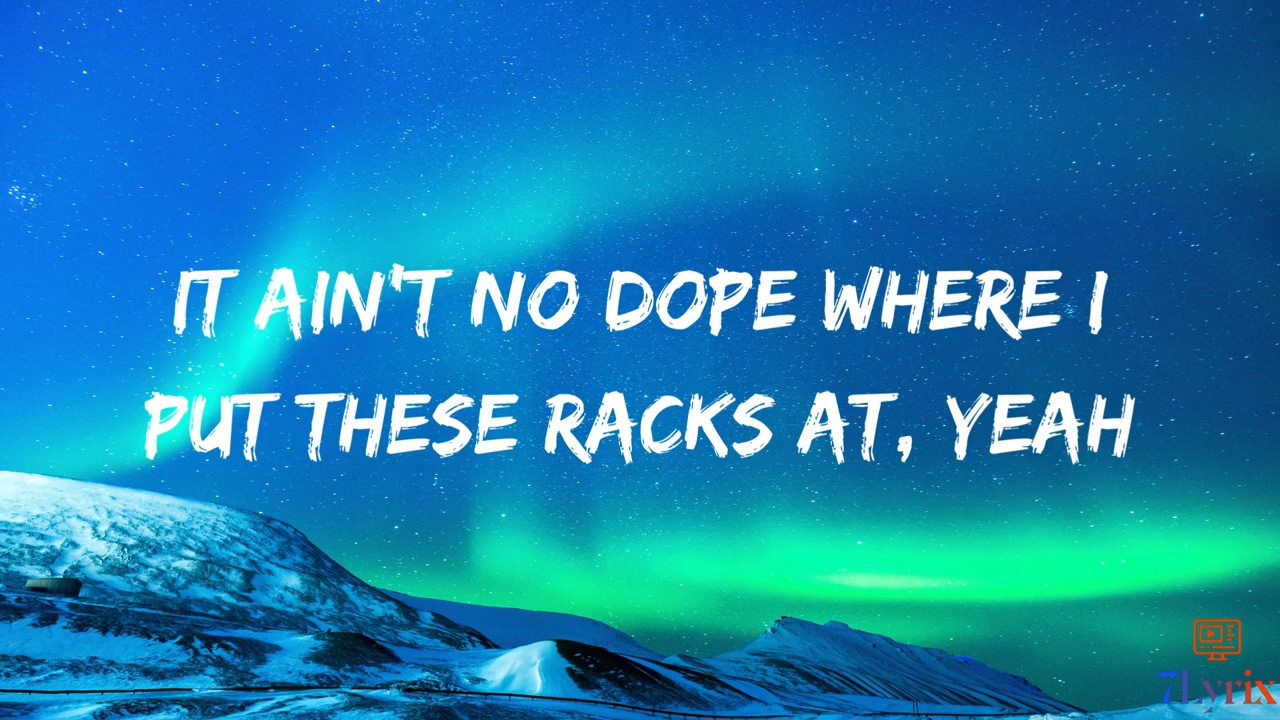 IT AIN'T NO DOPE WHERE I
PUT THESE RACKS AT, YEAH
7Lyrix